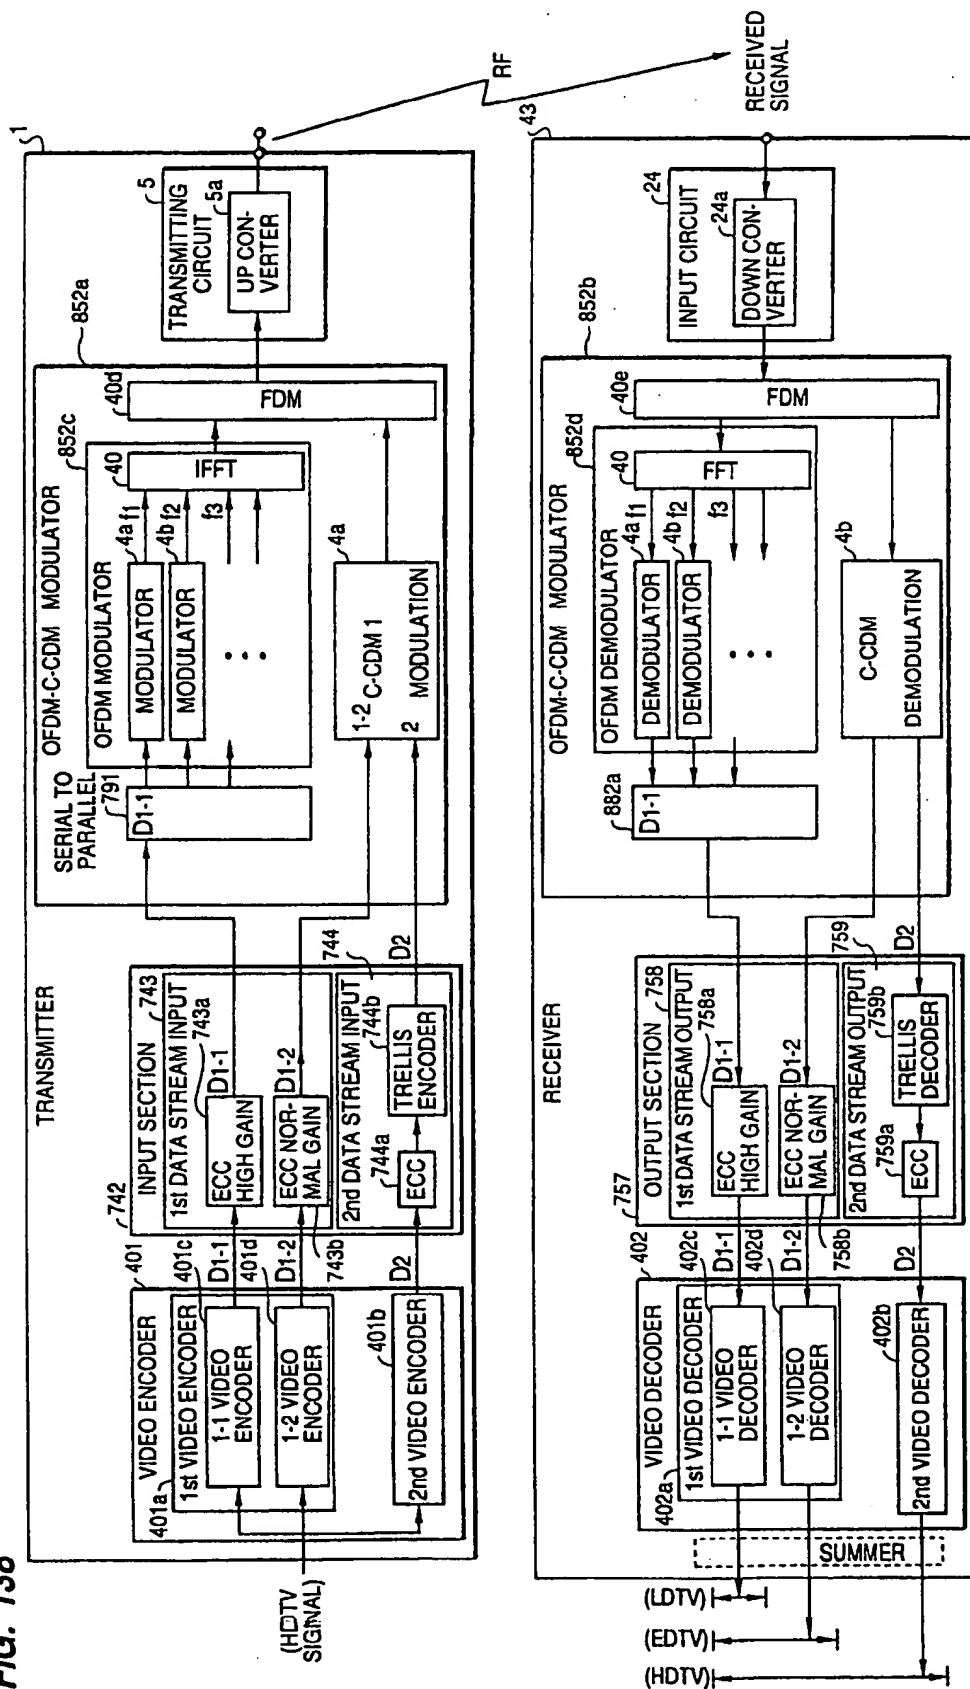 FIG. 138
TRANSMITTER
1
(HDTV
SIGNAL)
VIDEO ENCODER
401
401a
1st VIDEO ENCODER
401c
1-1 VIDEO
ENCODER
401d
1-2 VIDEO
ENCODER
401b
2nd VIDEO ENCODER
D1-1
D1-2
D2
742
INPUT SECTION
743
1st DATA STREAM INPUT
743a
ECC
HIGH GAIN
ECC NOR-
MAL GAIN
743b
D1-1
D1-2
2nd DATA STREAM INPUT
744
744a
ECC
744b
TRELLIS
ENCODER
D2
OFDM-C-CDM MODULATOR
852a
SERIAL TO
PARALLEL
791
D1-1
OFDM MODULATOR
852c
MODULATOR
4a
f1
MODULATOR
4b
f2
f3
40
IFFT
1-2
C-CDM 1
2
MODULATION
4a
40d
FDM
5
TRANSMITTING
CIRCUIT
5a
UP CON-
VERTER
RF
RECEIVED
SIGNAL
RECEIVER
43
INPUT CIRCUIT
24
24a
DOWN CON-
VERTER
OFDM-C-CDM MODULATOR
852b
40e
FDM
OFDM DEMODULATOR
852d
40
FFT
f1
f2
f3
4a
DEMODULATOR
4b
DEMODULATOR
882a
D1-1
C-CDM
DEMODULATION
4b
757
OUTPUT SECTION
758
1st DATA STREAM OUTPUT
758a
D1-1
ECC
HIGH GAIN
D1-2
ECC NOR-
MAL GAIN
758b
2nd DATA STREAM OUTPUT
759
D2
759b
TRELLIS
DECODER
759a
ECC
D1-1
D1-2
D2
VIDEO DECODER
402
402a
1st VIDEO DECODER
402c
1-1 VIDEO
DECODER
402d
1-2 VIDEO
DECODER
402b
2nd VIDEO DECODER
SUMMER
(LDTV)
(EDTV)
(HDTV)